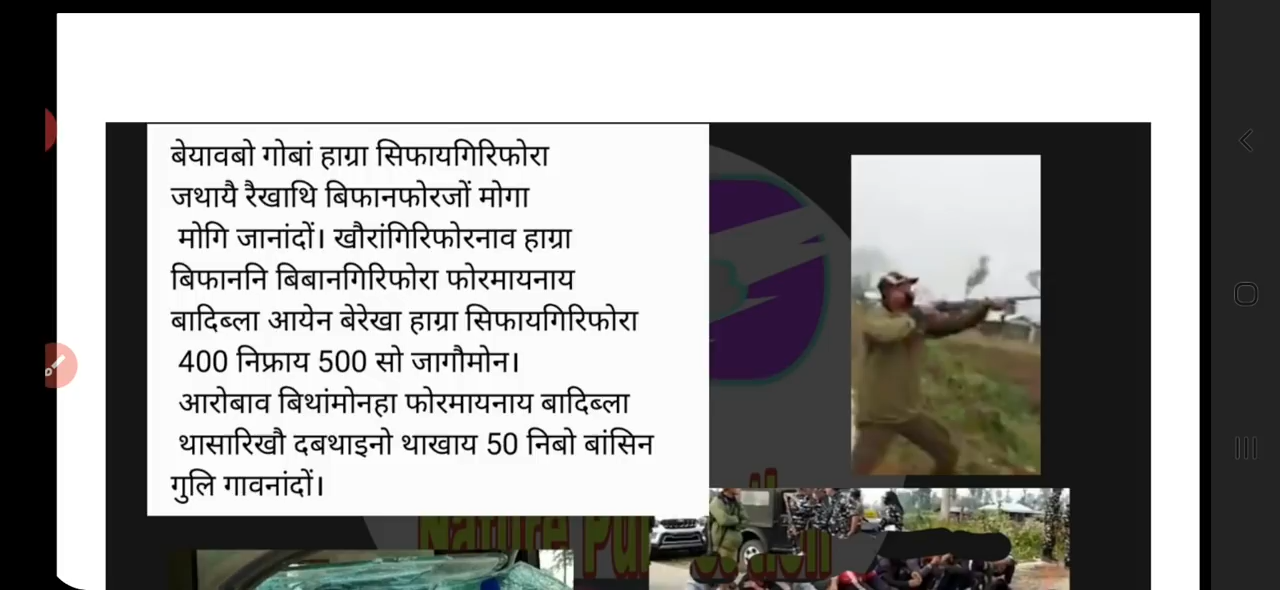 बेयावबो गोबां हाग्रा सिफायगिरिफोरा
जथायै रैखाथि बिफानफोरजों मोगा
मोगि जानांदों। खौरांगिरिफोरनाव हाग्रा
बिफाननि बिबानगिरिफोरा फोरमायनाय
बादिब्ला आयेन बेरेखा हाग्रा सिफायगिरिफोरा
400 निफ्राय 500 सो जागौमोन।
आरोबाव बिथांमोनहा फोरमायनाय बादिब्ला
थासारिखौ दबथाइनो थाखाय 50 निबो बांसिन
गुलि गावनांदों।
Nature